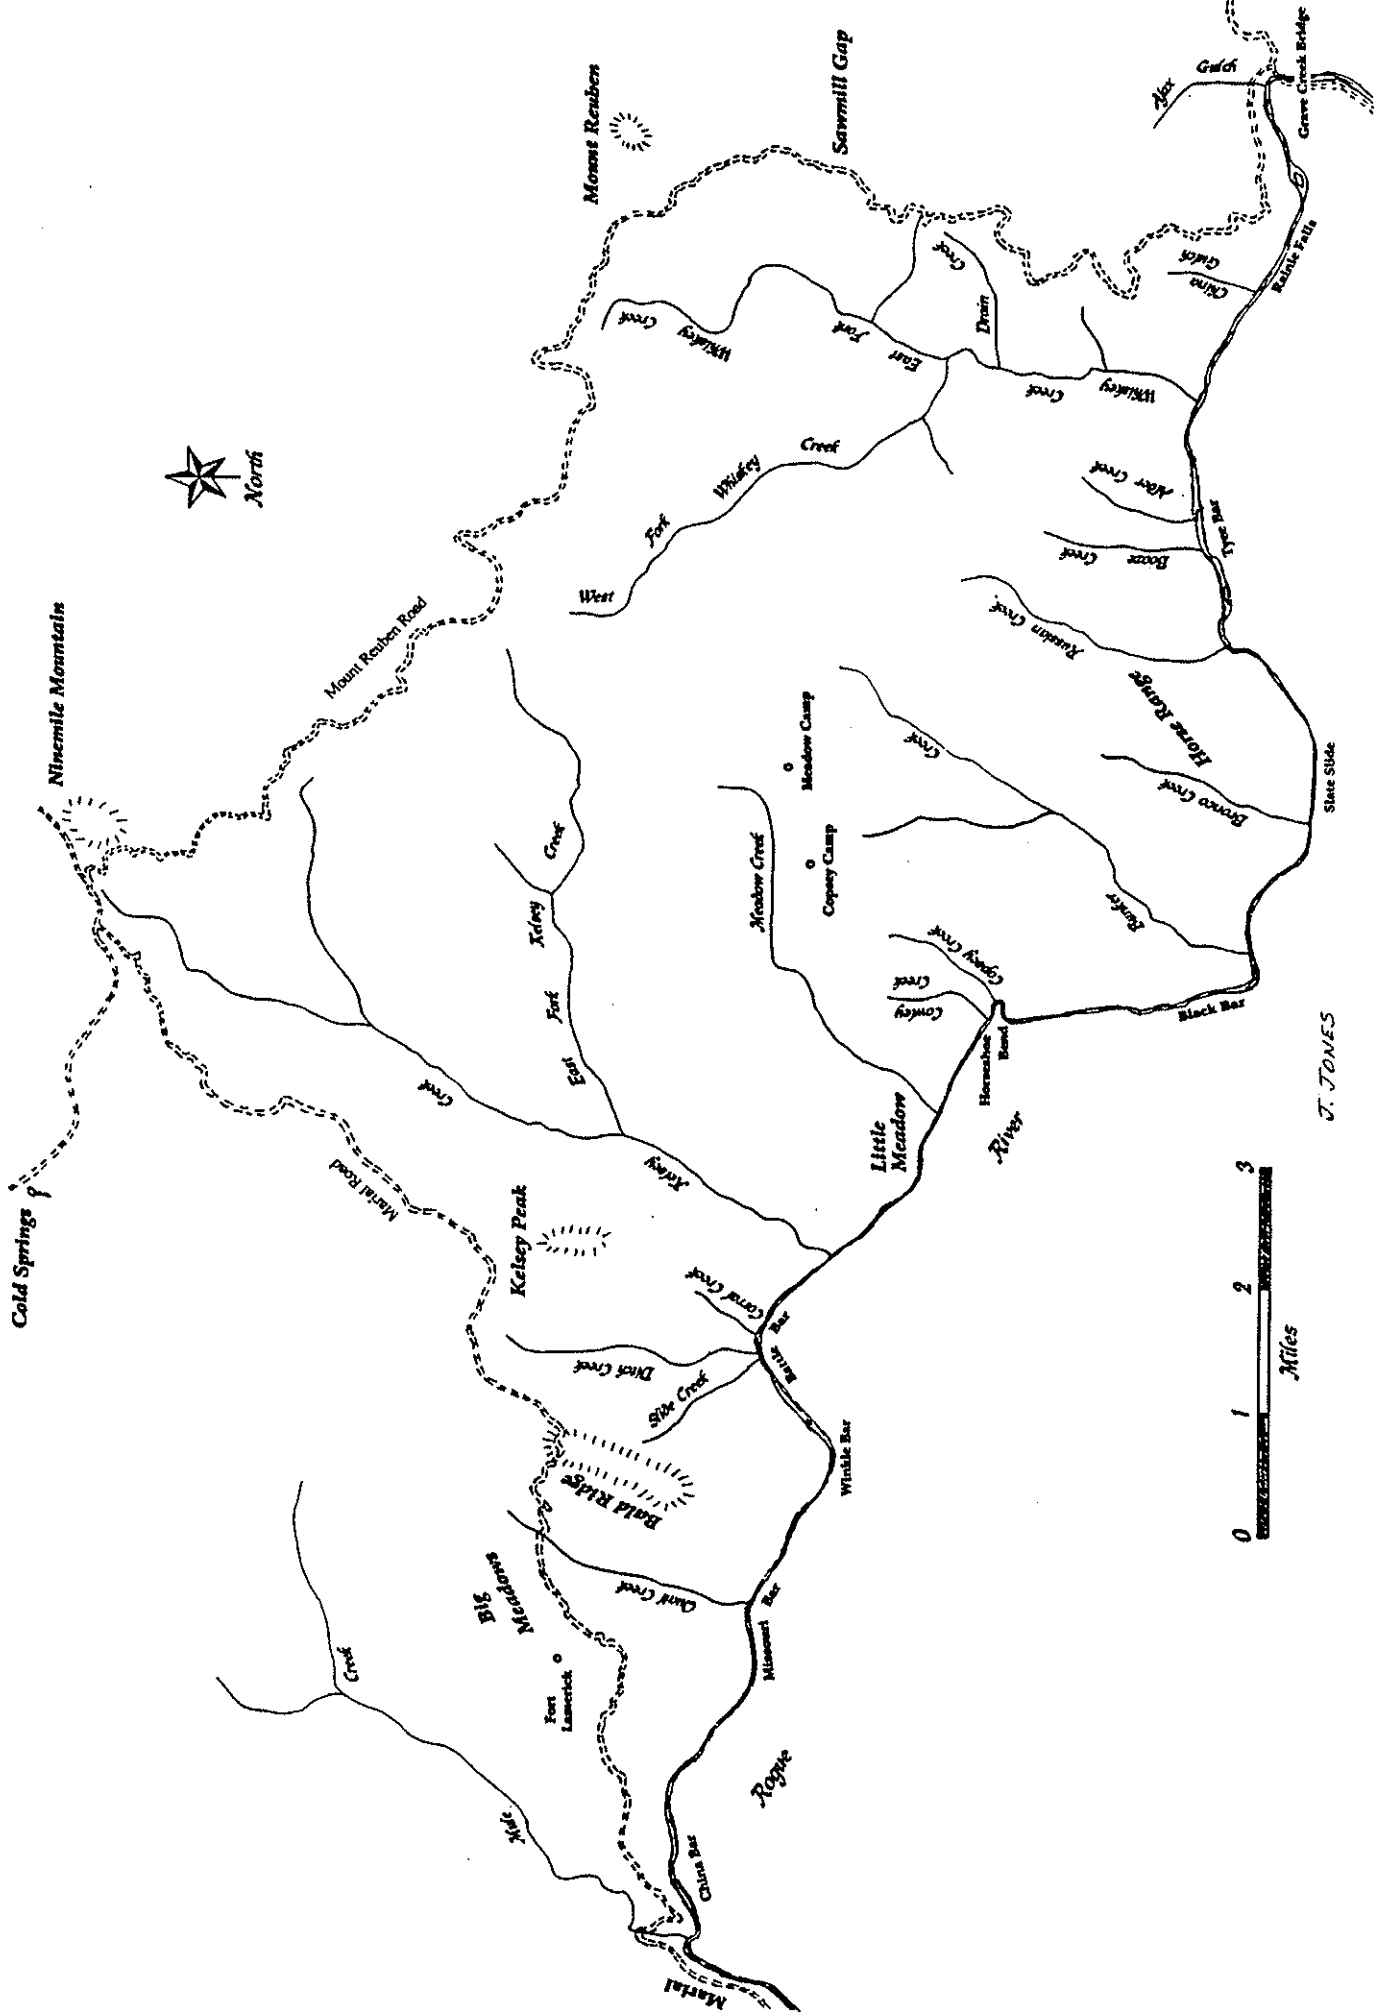 Cold Springs
Ninemile Mountain
North
Mount Reuben
Sawmill Gap
Ajax
Gulch
Grave Creek Bridge
Mount Reuben Road
Marial Road
Creek
Whiskey
Fork
East
Creek
Drain
Creek
Whiskey
China
Gulch
Rainie Falls
West
Fork
Whiskey
Creek
Alder Creek
Booze
Creek
Tyee Bar
Russian Creek
Horse Range
Bronco Creek
Slate Slide
Kelsey
Creek
East
Fork
Kelsey
Creek
Kelsey Peak
Meadow Creek
Meadow Camp
Copsey Camp
Bunker
Creek
Copsey Creek
Cowley
Creek
Black Bar
Horseshoe
Bend
Little
Meadow
River
Corral Creek
Ditch Creek
Slide Creek
Battle
Bar
Winkle Bar
Bald Ridge
Big
Meadows
Fort
Lamerick
Quail Creek
Missouri
Bar
Mule
Creek
China Bar
Rogue
Marial
0 1 2 3
Miles
J. JONES